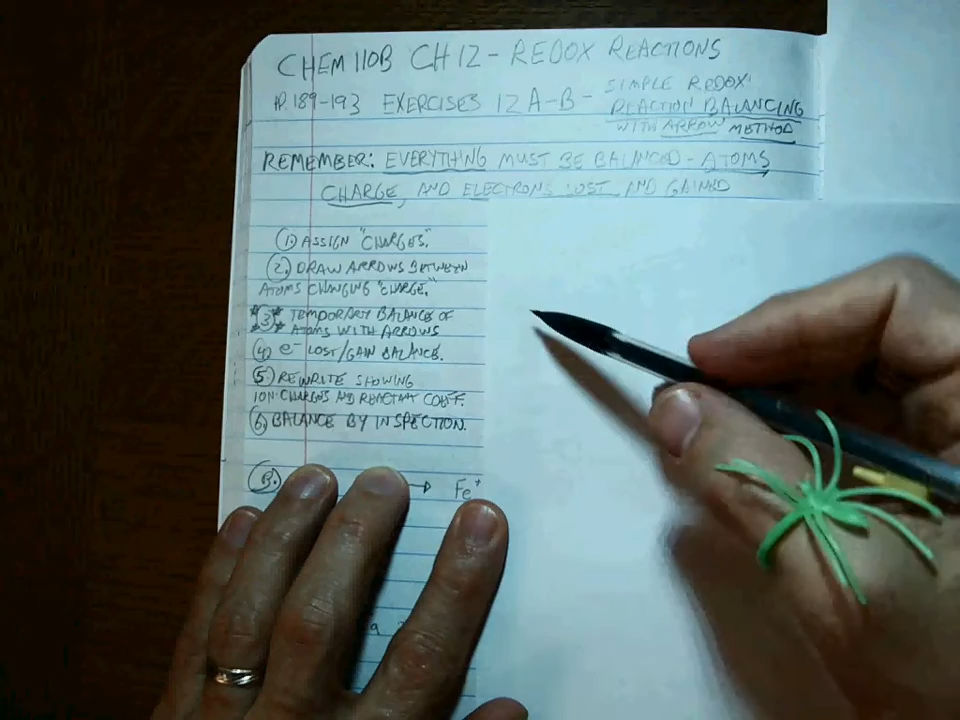 CHEM 110B CH 12 - REDOX REACTIONS
P. 189-193 EXERCISES 12 A-B - SIMPLE REDOX
REACTION BALANCING
WITH ARROW METHOD
REMEMBER: EVERYTHING MUST BE BALANCED - ATOMS
CHARGE, AND ELECTRONS LOST AND GAINED
1. ASSIGN "CHARGES."
2. DRAW ARROWS BETWEEN
ATOMS CHANGING "CHARGE."
*3* TEMPORARY BALANCE OF
* * ATOMS WITH ARROWS
4. e⁻ LOST/GAIN BALANCE.
5. REWRITE SHOWING
ION CHARGES AND REACTANT COEFF.
6. BALANCE BY INSPECTION.
B. → Fe⁺